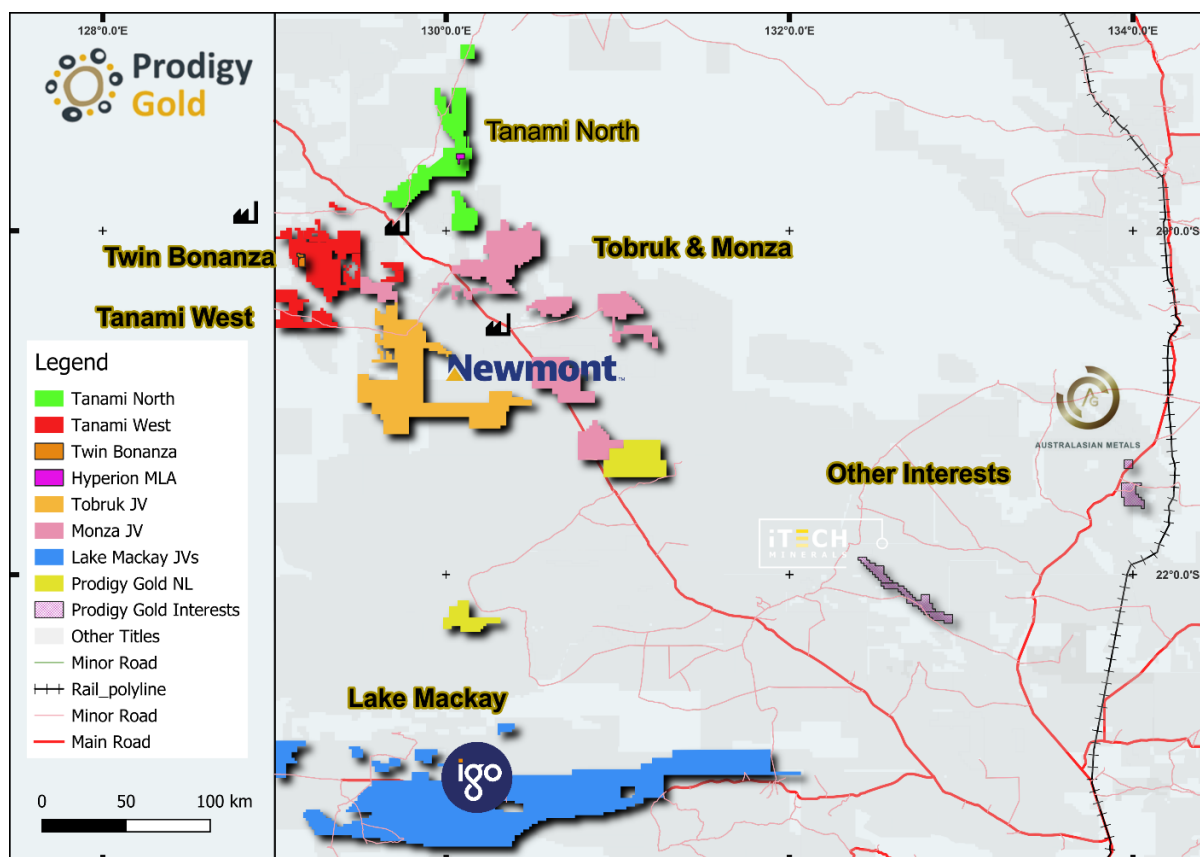 128°0.0'E
130°0.0'E
132°0.0'E
134°0.0'E
Prodigy
Gold
Tanami North
Twin Bonanza
Tobruk & Monza
20°0.0'S
Tanami West
Newmont™
Legend
Tanami North
Tanami West
Twin Bonanza
Hyperion MLA
Tobruk JV
Monza JV
Lake Mackay JVs
Prodigy Gold NL
Prodigy Gold Interests
Other Titles
Minor Road
Rail_polyline
Minor Road
Main Road
AG
AUSTRALASIAN METALS
Other Interests
iTECH
MINERALS
22°0.0'S
Lake Mackay
igo
0 50 100 km